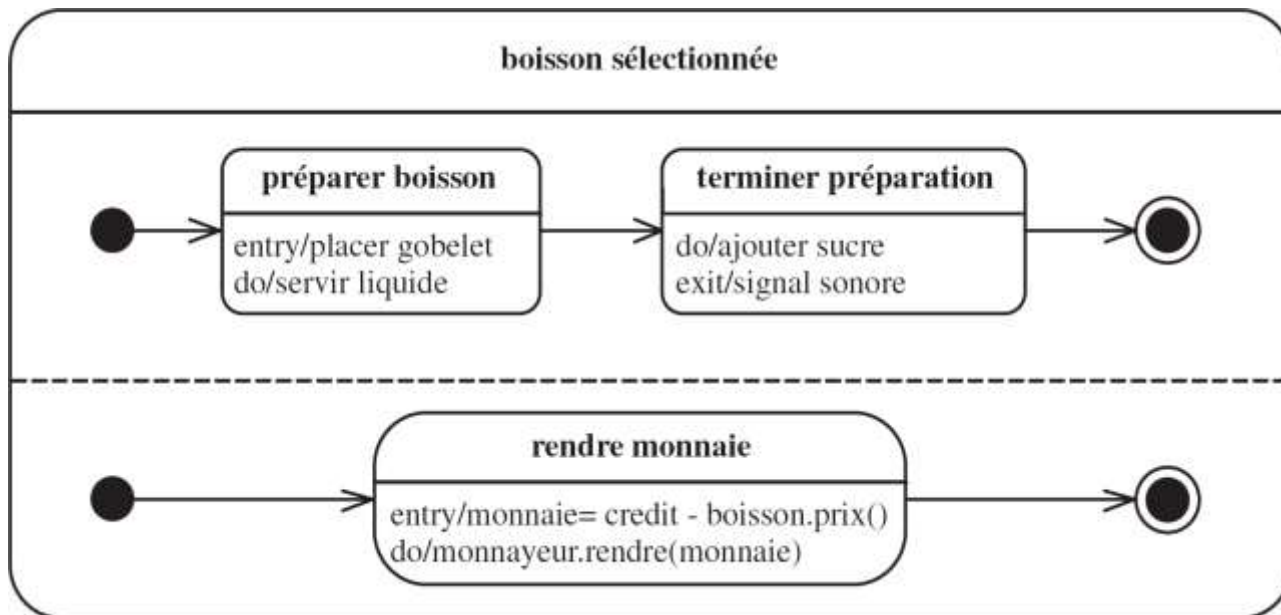 boisson sélectionnée
préparer boisson
entry/placer gobelet
do/servir liquide
terminer préparation
do/ajouter sucre
exit/signal sonore
rendre monnaie
entry/monnaie= credit - boisson.prix()
do/monnayeur.rendre(monnaie)